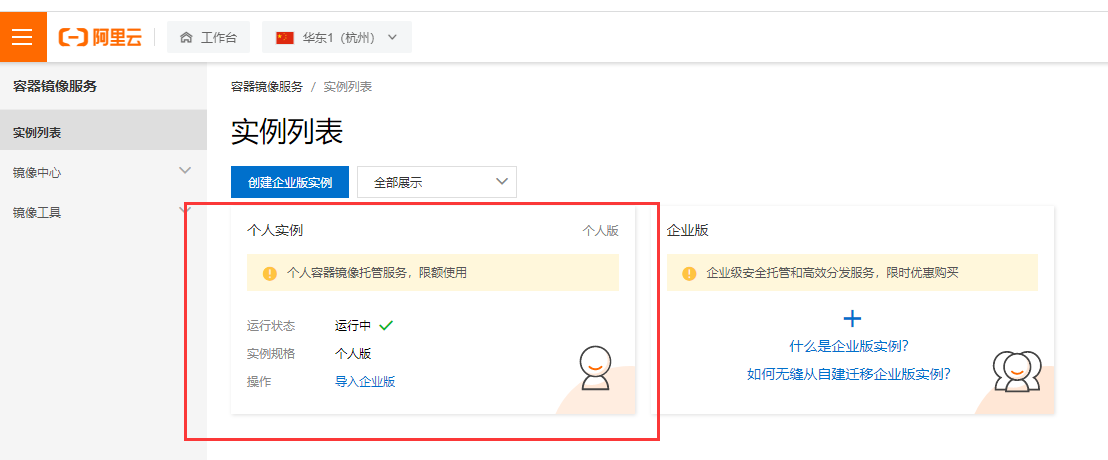 阿里云
工作台
华东1（杭州）
容器镜像服务
实例列表
镜像中心
镜像工具
容器镜像服务 / 实例列表
实例列表
创建企业版实例
全部展示
个人实例
个人版
个人容器镜像托管服务，限额使用
运行状态 运行中
实例规格 个人版
操作 导入企业版
企业版
企业级安全托管和高效分发服务，限时优惠购买
什么是企业版实例？
如何无缝从自建迁移企业版实例？